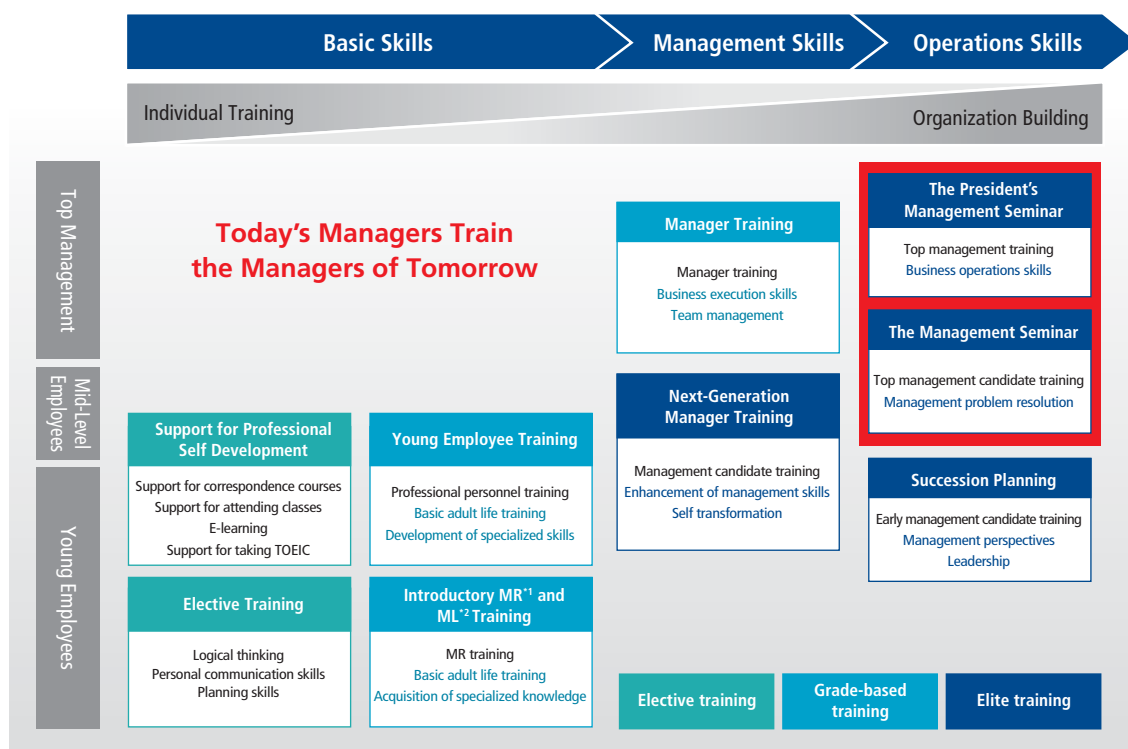 Basic Skills
Management Skills
Operations Skills
Individual Training
Organization Building
Top Management
Mid-Level
Employees
Young Employees
Today's Managers Train
the Managers of Tomorrow
Support for Professional
Self Development
Support for correspondence courses
Support for attending classes
E-learning
Support for taking TOEIC
Elective Training
Logical thinking
Personal communication skills
Planning skills
Young Employee Training
Professional personnel training
Basic adult life training
Development of specialized skills
Introductory MR*1 and
ML*2 Training
MR training
Basic adult life training
Acquisition of specialized knowledge
Manager Training
Manager training
Business execution skills
Team management
Next-Generation
Manager Training
Management candidate training
Enhancement of management skills
Self transformation
The President's
Management Seminar
Top management training
Business operations skills
The Management Seminar
Top management candidate training
Management problem resolution
Succession Planning
Early management candidate training
Management perspectives
Leadership
Elective training
Grade-based
training
Elite training